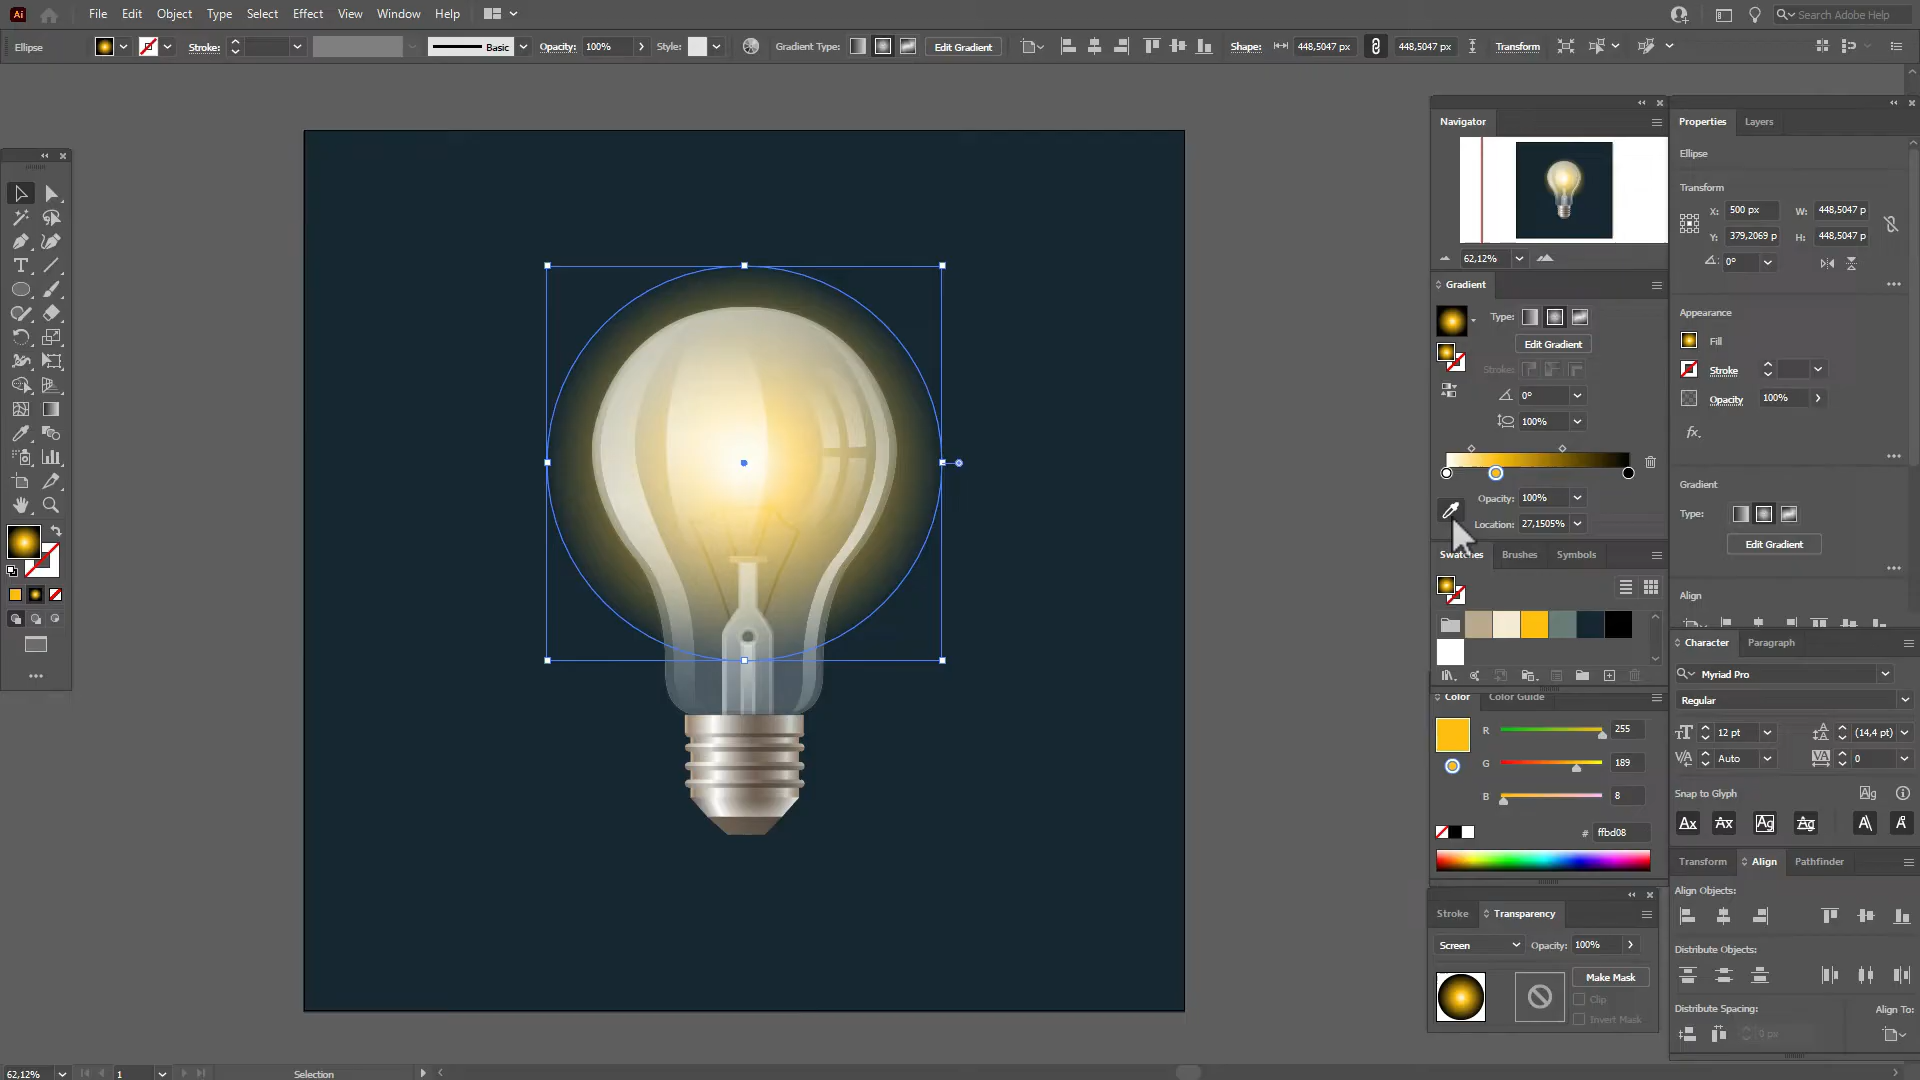 Ai File Edit Object Type Select Effect View Window Help Search Adobe Help
Ellipse Stroke: Basic Opacity: 100% Style: Gradient Type: Edit Gradient Shape: 448,5047 px 448,5047 px Transform
Navigator
62,12%
Gradient
Type:
Edit Gradient
Stroke:
0°
100%
Opacity: 100%
Location: 27,1505%
Swatches Brushes Symbols
Color Color Guide
R 255
G 189
B 8
# ffbd08
Stroke Transparency
Screen Opacity: 100%
Make Mask
Clip
Invert Mask
Properties Layers
Ellipse
Transform
X: 500 px W: 448,5047 p
Y: 379,2069 p H: 448,5047 p
0°
Appearance
Fill
Stroke
Opacity 100%
fx.
Gradient
Type:
Edit Gradient
Align
Character Paragraph
Myriad Pro
Regular
12 pt (14,4 pt)
Auto 0
Snap to Glyph
Transform Align Pathfinder
Align Objects:
Distribute Objects:
Distribute Spacing: Align To:
0 px
62,12% 1 Selection